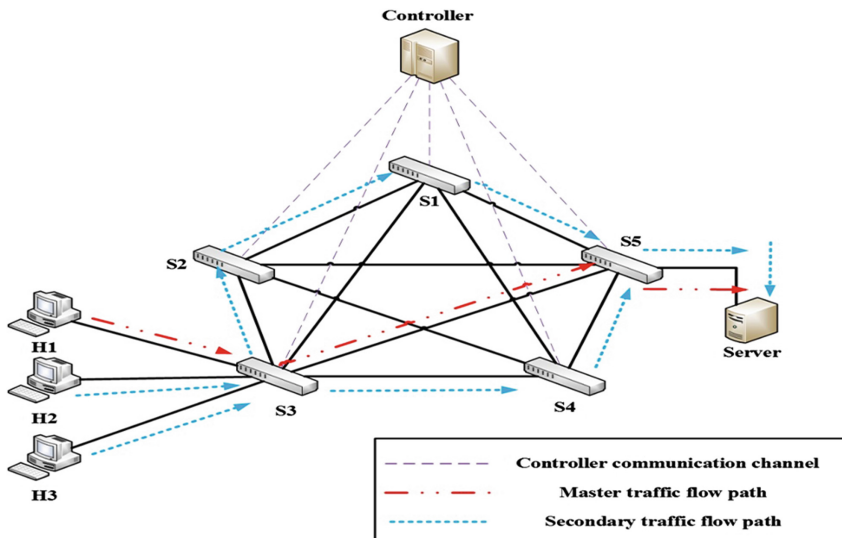 Controller
S1
S2
S5
H1
Server
H2
S3
S4
H3
Controller communication channel
Master traffic flow path
Secondary traffic flow path